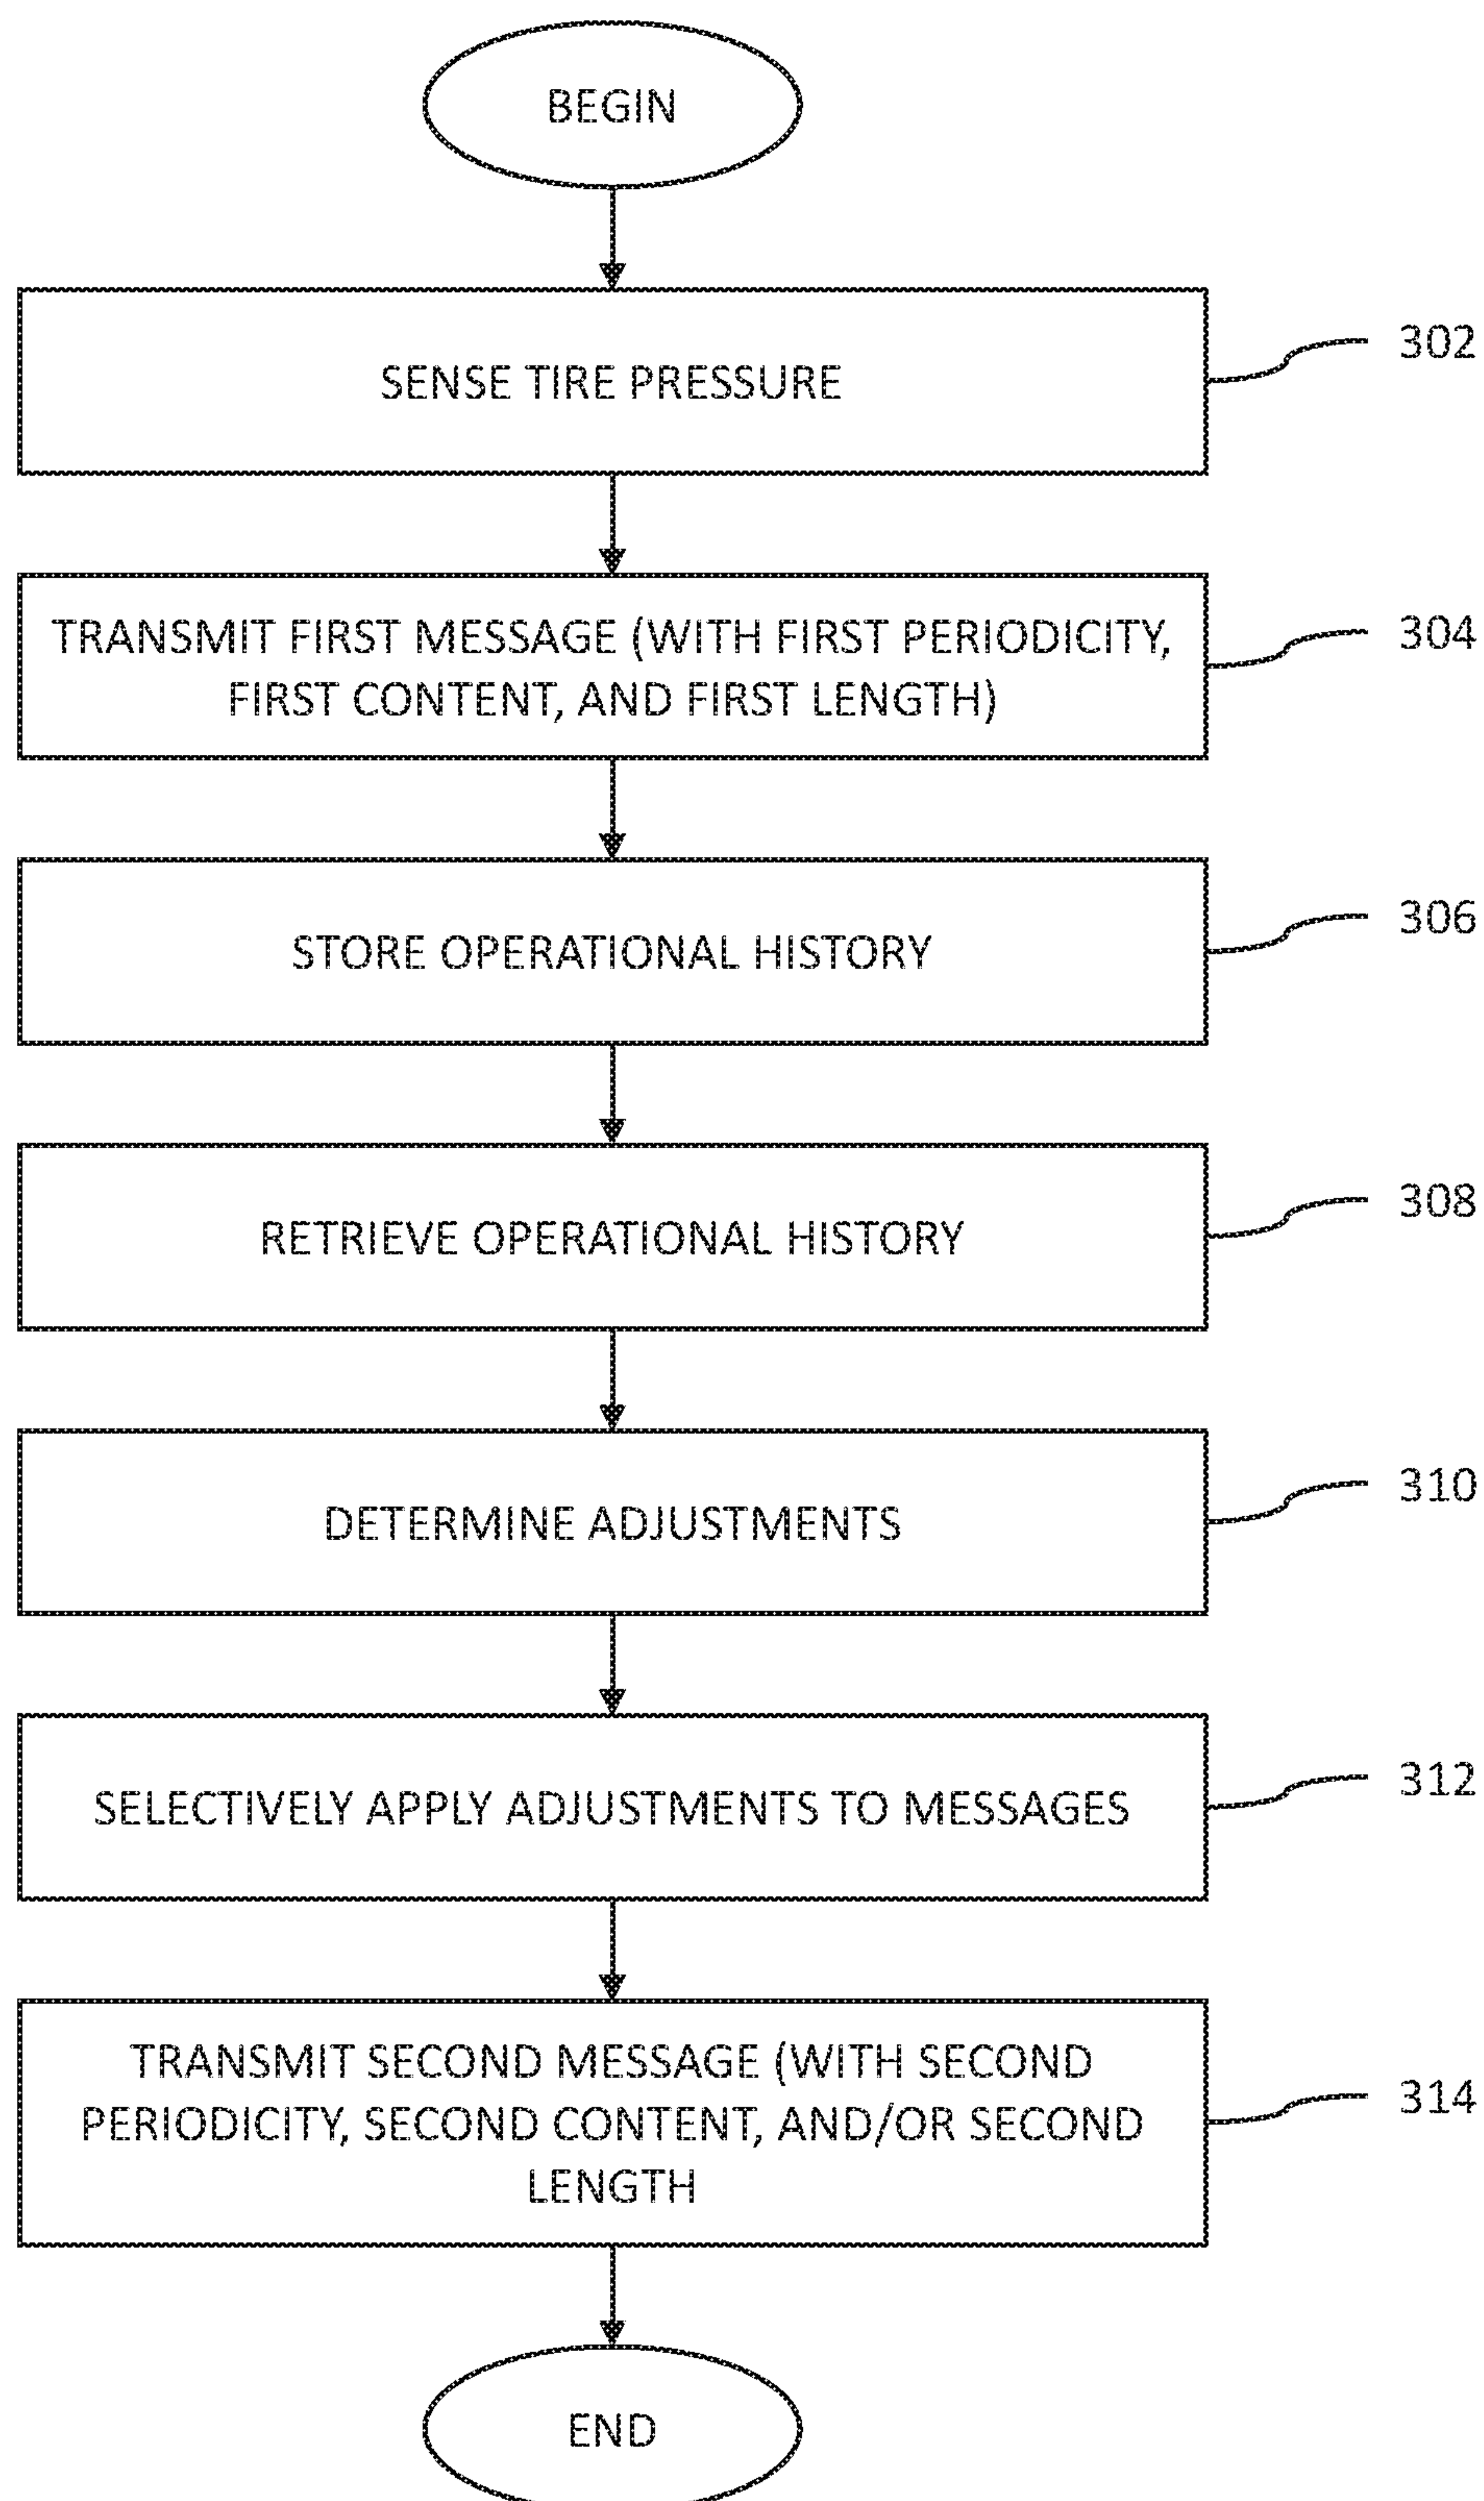 BEGIN
SENSE TIRE PRESSURE
302
TRANSMIT FIRST MESSAGE (WITH FIRST PERIODICITY,
FIRST CONTENT, AND FIRST LENGTH)
304
STORE OPERATIONAL HISTORY
306
RETRIEVE OPERATIONAL HISTORY
308
DETERMINE ADJUSTMENTS
310
SELECTIVELY APPLY ADJUSTMENTS TO MESSAGES
312
TRANSMIT SECOND MESSAGE (WITH SECOND
PERIODICITY, SECOND CONTENT, AND/OR SECOND
LENGTH
314
END